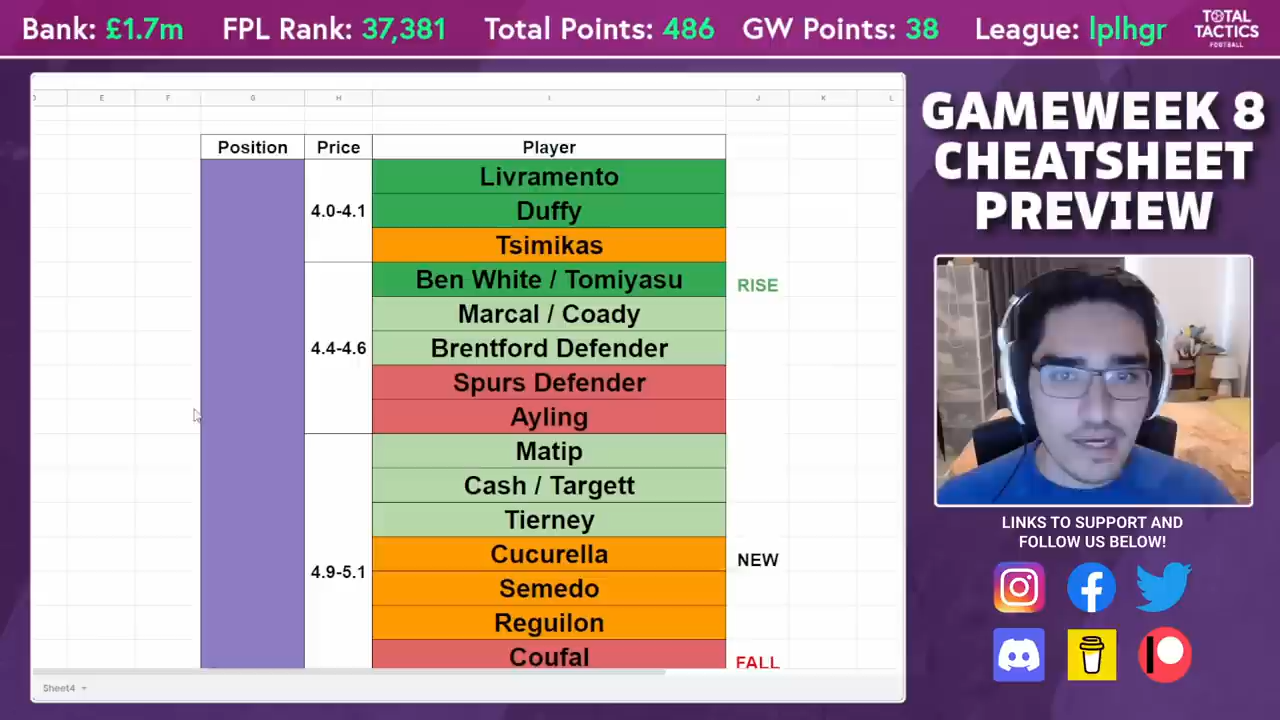 Bank: £1.7m FPL Rank: 37,381 Total Points: 486 GW Points: 38 League: lplhgr
TOTAL
TACTICS
FOOTBALL
GAMEWEEK 8
CHEATSHEET
PREVIEW
D E F G H I J K L
Position Price Player
4.0-4.1
Livramento
Duffy
Tsimikas
4.4-4.6
Ben White / Tomiyasu RISE
Marcal / Coady
Brentford Defender
Spurs Defender
Ayling
4.9-5.1
Matip
Cash / Targett
Tierney
Cucurella NEW
Semedo
Reguilon
Coufal FALL
Sheet4
LINKS TO SUPPORT AND
FOLLOW US BELOW!